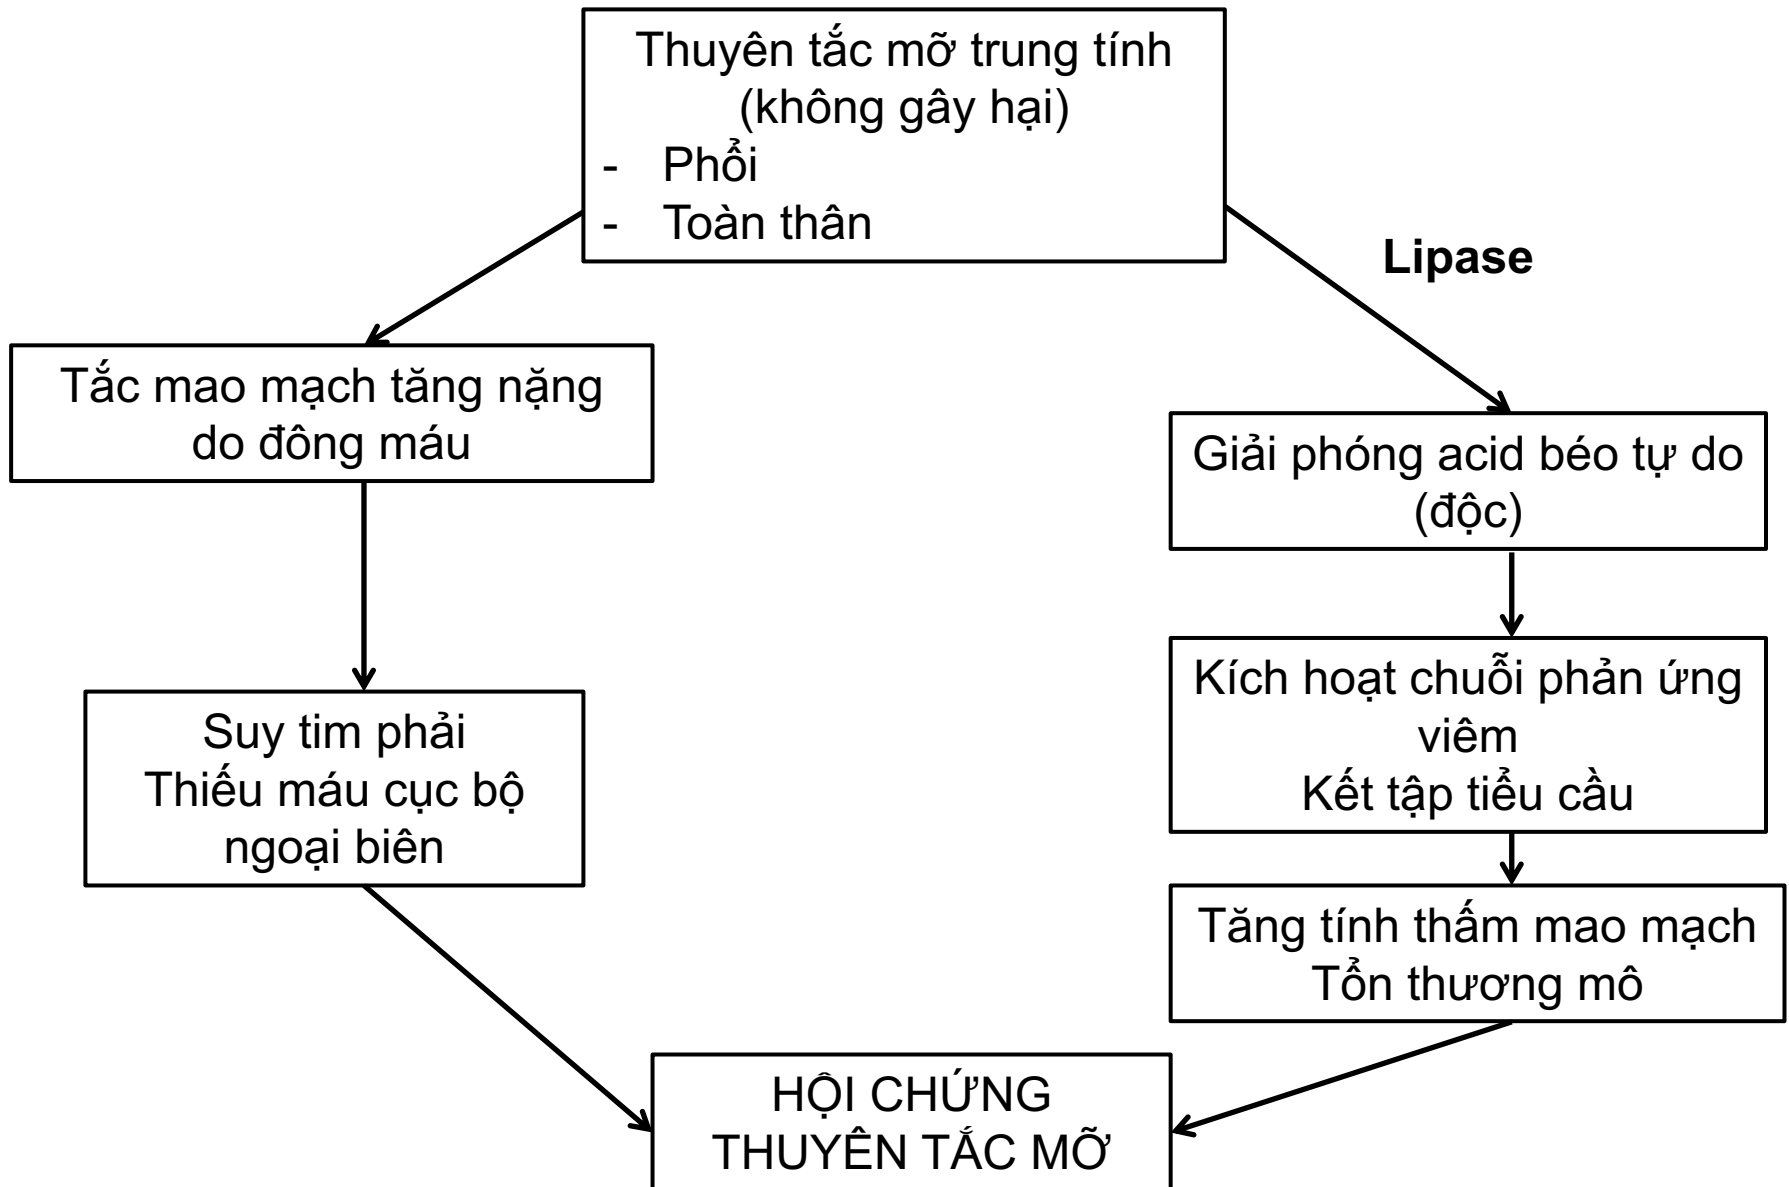 Thuyên tắc mỡ trung tính
(không gây hại)
- Phổi
- Toàn thân
Lipase
Tắc mao mạch tăng nặng
do đông máu
Giải phóng acid béo tự do
(độc)
Kích hoạt chuỗi phản ứng
viêm
Kết tập tiểu cầu
Suy tim phải
Thiếu máu cục bộ
ngoại biên
Tăng tính thấm mao mạch
Tổn thương mô
HỘI CHỨNG
THUYÊN TẮC MỠ